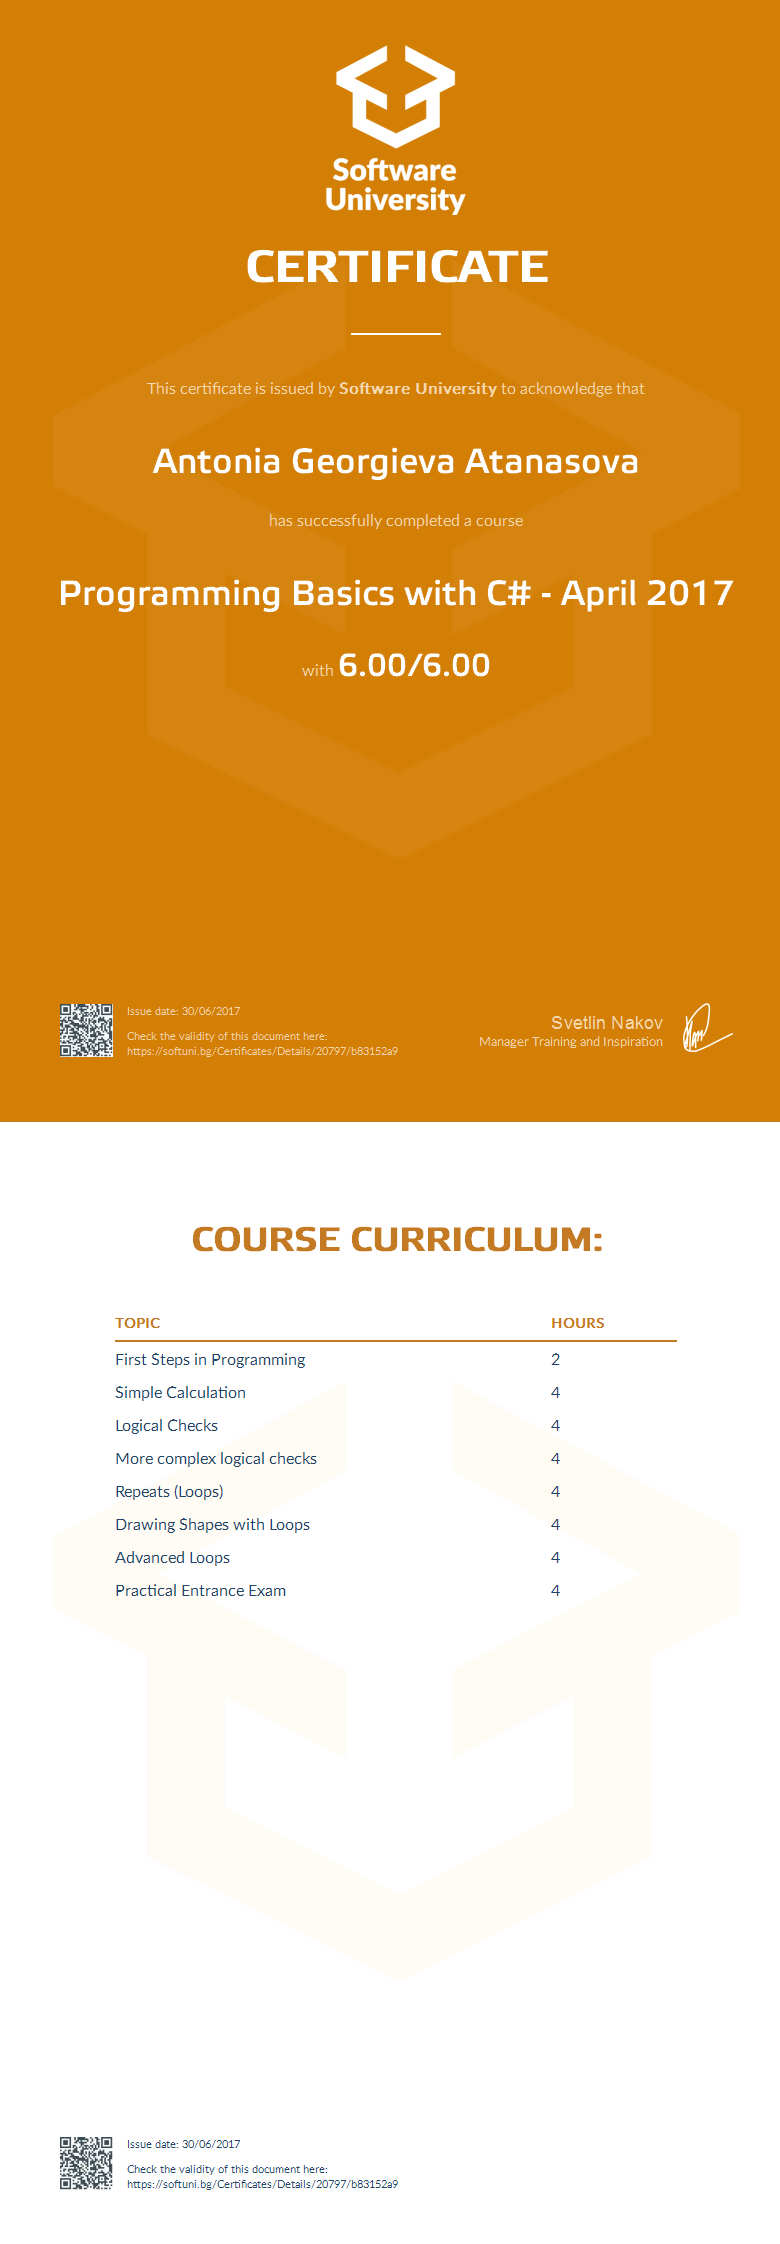 Software
University
CERTIFICATE
This certificate is issued by Software University to acknowledge that
Antonia Georgieva Atanasova
has successfully completed a course
Programming Basics with C# - April 2017
with 6.00/6.00
Issue date: 30/06/2017
Check the validity of this document here:
https://softuni.bg/Certificates/Details/20797/b83152a9
Svetlin Nakov
Manager Training and Inspiration
COURSE CURRICULUM:
TOPIC HOURS
First Steps in Programming 2
Simple Calculation 4
Logical Checks 4
More complex logical checks 4
Repeats (Loops) 4
Drawing Shapes with Loops 4
Advanced Loops 4
Practical Entrance Exam 4
Issue date: 30/06/2017
Check the validity of this document here:
https://softuni.bg/Certificates/Details/20797/b83152a9